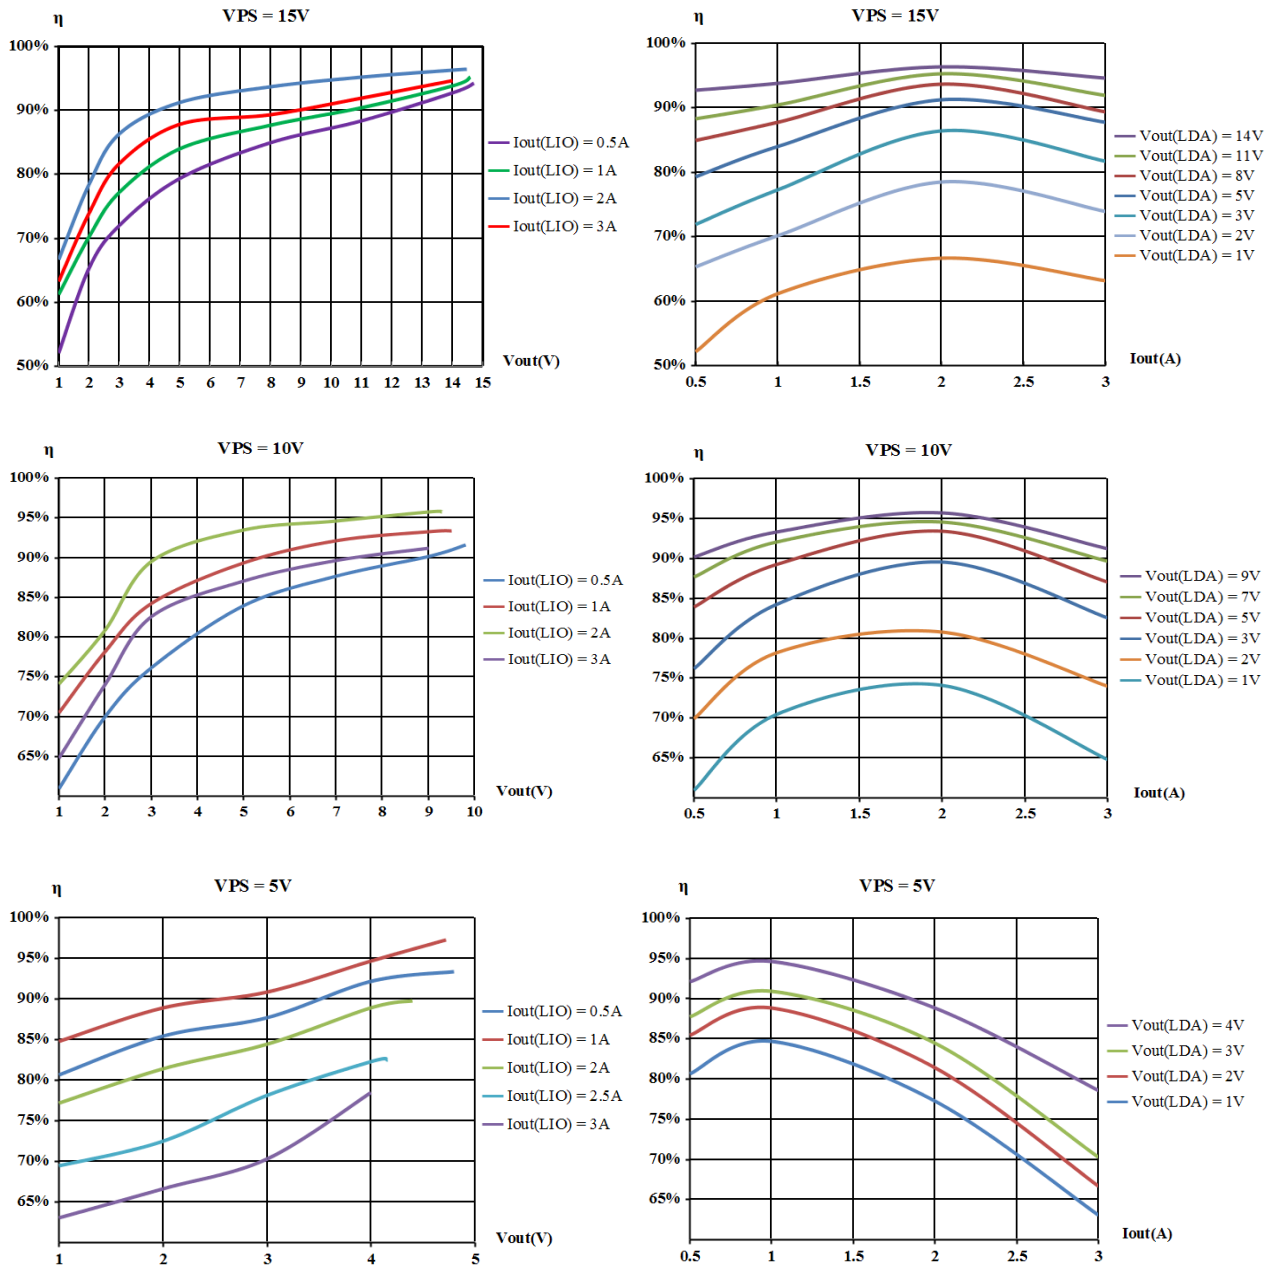 η
VPS = 15V
100%
90%
80%
70%
60%
50%
1 2 3 4 5 6 7 8 9 10 11 12 13 14 15
Vout(V)
Iout(LIO) = 0.5A
Iout(LIO) = 1A
Iout(LIO) = 2A
Iout(LIO) = 3A
η
VPS = 15V
100%
90%
80%
70%
60%
50%
0.5 1 1.5 2 2.5 3
Iout(A)
Vout(LDA) = 14V
Vout(LDA) = 11V
Vout(LDA) = 8V
Vout(LDA) = 5V
Vout(LDA) = 3V
Vout(LDA) = 2V
Vout(LDA) = 1V
η
VPS = 10V
100%
95%
90%
85%
80%
75%
70%
65%
1 2 3 4 5 6 7 8 9 10
Vout(V)
Iout(LIO) = 0.5A
Iout(LIO) = 1A
Iout(LIO) = 2A
Iout(LIO) = 3A
η
VPS = 10V
100%
95%
90%
85%
80%
75%
70%
65%
0.5 1 1.5 2 2.5 3
Iout(A)
Vout(LDA) = 9V
Vout(LDA) = 7V
Vout(LDA) = 5V
Vout(LDA) = 3V
Vout(LDA) = 2V
Vout(LDA) = 1V
η
VPS = 5V
100%
95%
90%
85%
80%
75%
70%
65%
1 2 3 4 5
Vout(V)
Iout(LIO) = 0.5A
Iout(LIO) = 1A
Iout(LIO) = 2A
Iout(LIO) = 2.5A
Iout(LIO) = 3A
η
VPS = 5V
100%
95%
90%
85%
80%
75%
70%
65%
0.5 1 1.5 2 2.5 3
Iout(A)
Vout(LDA) = 4V
Vout(LDA) = 3V
Vout(LDA) = 2V
Vout(LDA) = 1V